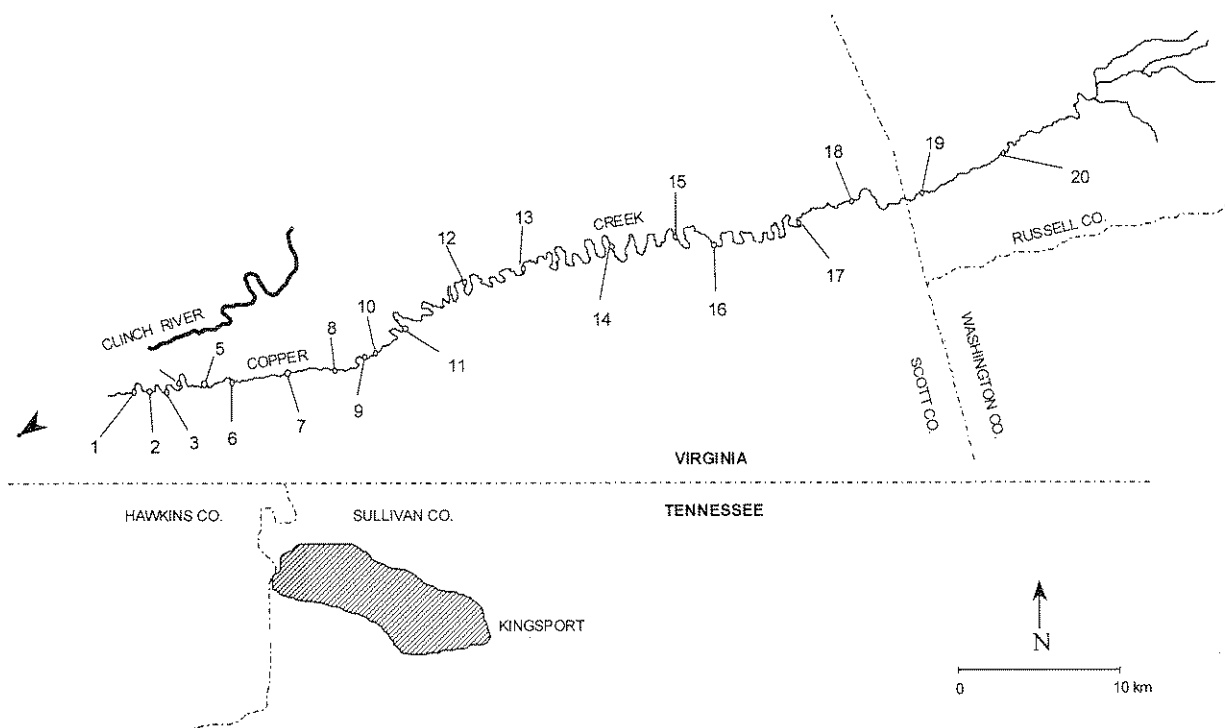 18
19
20
15
CREEK
13
12
RUSSELL CO.
17
16
14
CLINCH RIVER
10
8
11
5
COPPER
9
7
6
1
2
3
SCOTT CO.
WASHINGTON CO.
VIRGINIA
HAWKINS CO.
SULLIVAN CO.
TENNESSEE
KINGSPORT
N
0
10 km